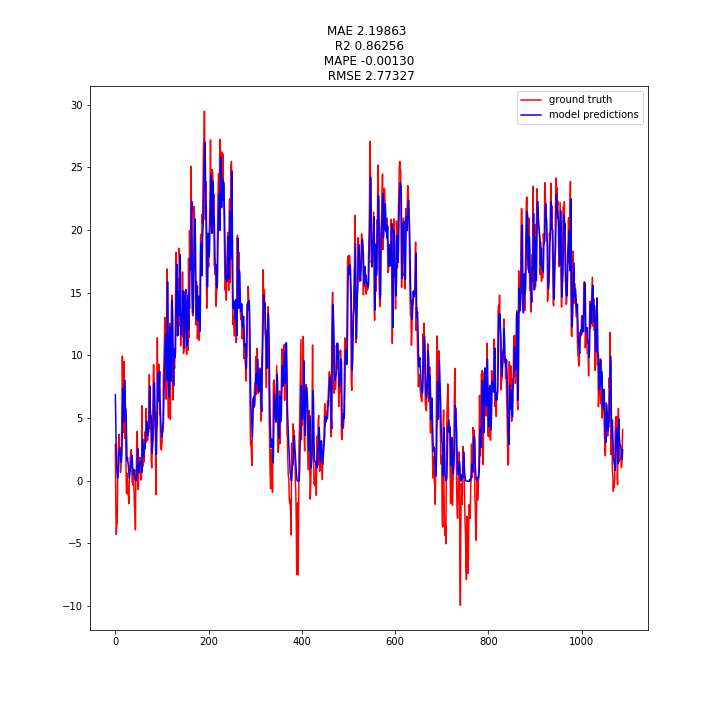 MAE 2.19863
R2 0.86256
MAPE -0.00130
RMSE 2.77327
ground truth
model predictions
30
25
20
15
10
5
0
−5
−10
0 200 400 600 800 1000